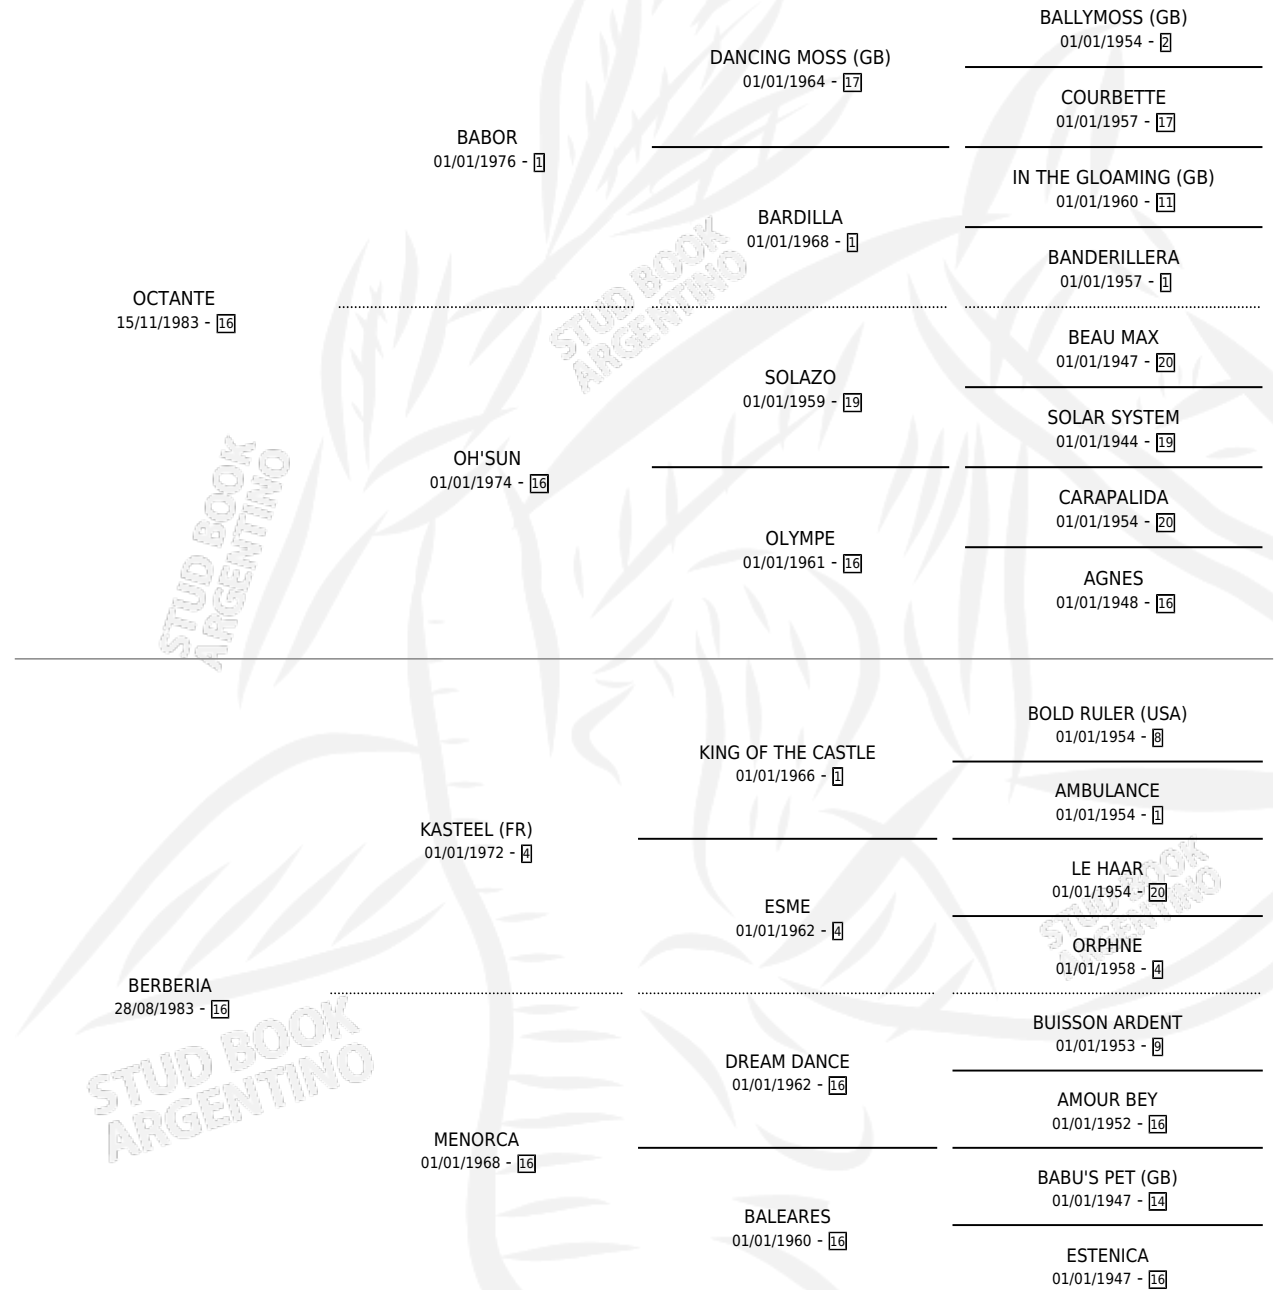 BALLYMOSS (GB)
01/01/1954 - 2
DANCING MOSS (GB)
01/01/1964 - 17
COURBETTE
01/01/1957 - 17
BABOR
01/01/1976 - 1
IN THE GLOAMING (GB)
01/01/1960 - 11
BARDILLA
01/01/1968 - 1
BANDERILLERA
01/01/1957 - 1
OCTANTE
15/11/1983 - 16
BEAU MAX
01/01/1947 - 20
SOLAZO
01/01/1959 - 19
SOLAR SYSTEM
01/01/1944 - 19
OH'SUN
01/01/1974 - 16
CARAPALIDA
01/01/1954 - 20
OLYMPE
01/01/1961 - 16
AGNES
01/01/1948 - 16
STUD BOOK
ARGENTINO
STUD BOOK
ARGENTINO
BOLD RULER (USA)
01/01/1954 - 8
KING OF THE CASTLE
01/01/1966 - 1
AMBULANCE
01/01/1954 - 1
KASTEEL (FR)
01/01/1972 - 4
LE HAAR
01/01/1954 - 20
ESME
01/01/1962 - 4
ORPHNE
01/01/1958 - 4
BERBERIA
28/08/1983 - 16
BUISSON ARDENT
01/01/1953 - 9
DREAM DANCE
01/01/1962 - 16
AMOUR BEY
01/01/1952 - 16
MENORCA
01/01/1968 - 16
BABU'S PET (GB)
01/01/1947 - 14
BALEARES
01/01/1960 - 16
ESTENICA
01/01/1947 - 16
STUD BOOK
ARGENTINO
STUD BOOK
ARGENTINO